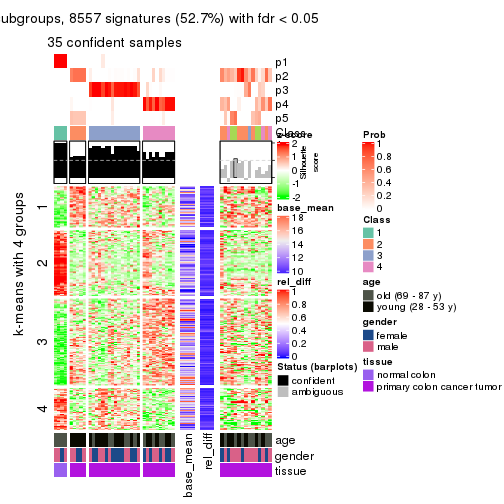 ubgroups, 8557 signatures (52.7%) with fdr < 0.05
35 confident samples
p1
p2
p3
p4
p5
Class
z-score
2
1
0
-1
-2
Silhouette
score
Prob
1
0.8
0.6
0.4
0.2
0
base_mean
18
16
14
12
10
Class
1
2
3
4
rel_diff
1
0.8
0.6
0.4
0.2
0
age
old (69 - 87 y)
young (28 - 53 y)
gender
female
male
Status (barplots)
confident
ambiguous
tissue
normal colon
primary colon cancer tumor
k-means with 4 groups
1
2
3
4
age
gender
tissue
base_mean
rel_diff